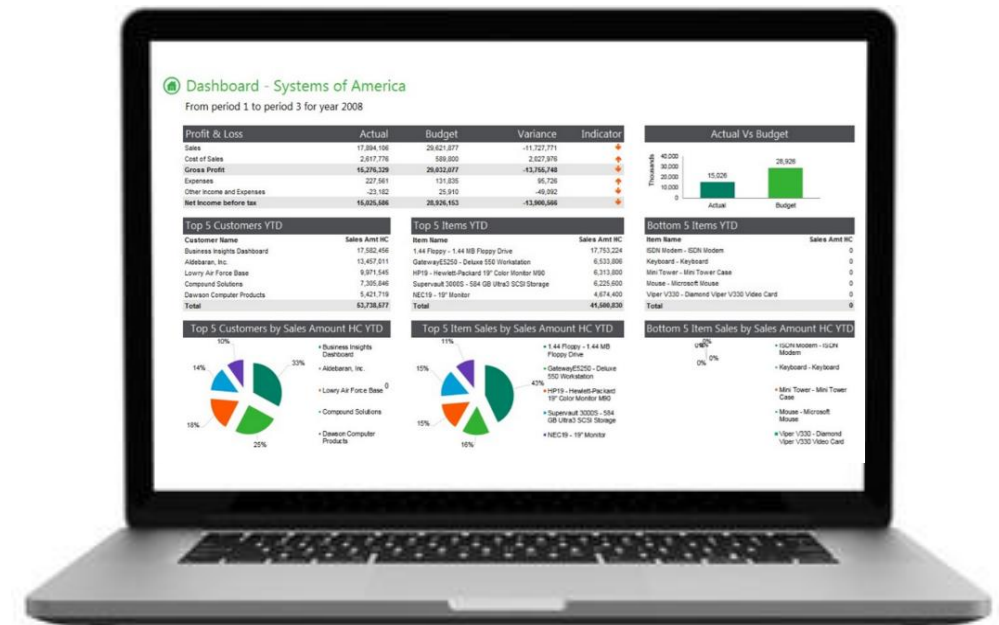 Dashboard - Systems of America
From period 1 to period 3 for year 2008
Profit & Loss Actual Budget Variance Indicator
Sales 17,894,106 29,621,877 -11,727,771
Cost of Sales 2,617,776 589,800 2,027,976
Gross Profit 15,276,329 29,032,077 -13,755,748
Expenses 227,561 131,835 95,726
Other Income and Expenses -23,182 25,910 -49,092
Net Income before tax 15,025,586 28,926,153 -13,900,566
Actual Vs Budget
Thousands
40,000
30,000
20,000
10,000
0
15,026
28,926
Actual Budget
Top 5 Customers YTD
Customer Name Sales Amt HC
Business Insights Dashboard 17,582,456
Aldebaran, Inc. 13,457,011
Lowry Air Force Base 9,971,545
Compound Solutions 7,305,846
Dawson Computer Products 5,421,719
Total 53,738,577
Top 5 Items YTD
Item Name Sales Amt HC
1.44 Floppy - 1.44 MB Floppy Drive 17,753,224
GatewayE5250 - Deluxe 550 Workstation 6,533,806
HP19 - Hewlett-Packard 19" Color Monitor M90 6,313,800
Supervault 3000S - 584 GB Ultra3 SCSI Storage 6,225,600
NEC19 - 19" Monitor 4,674,400
Total 41,500,830
Bottom 5 Items YTD
Item Name Sales Amt HC
ISDN Modem - ISDN Modem 0
Keyboard - Keyboard 0
Mini Tower - Mini Tower Case 0
Mouse - Microsoft Mouse 0
Viper V330 - Diamond Viper V330 Video Card 0
Total 0
Top 5 Customers by Sales Amount HC YTD
10%
14%
33%
18%
25%
Business Insights
Dashboard
Aldebaran, Inc.
Lowry Air Force Base 0
Compound Solutions
Dawson Computer
Products
Top 5 Item Sales by Sales Amount HC YTD
11%
15%
43%
15%
16%
1.44 Floppy - 1.44 MB
Floppy Drive
GatewayE5250 - Deluxe
550 Workstation
HP19 - Hewlett-Packard
19" Color Monitor M90
Supervault 3000S - 584
GB Ultra3 SCSI Storage
NEC19 - 19" Monitor
Bottom 5 Item Sales by Sales Amount HC YTD
0%
0%
0%
ISDN Modem - ISDN
Modem
Keyboard - Keyboard
Mini Tower - Mini Tower
Case
Mouse - Microsoft
Mouse
Viper V330 - Diamond
Viper V330 Video Card